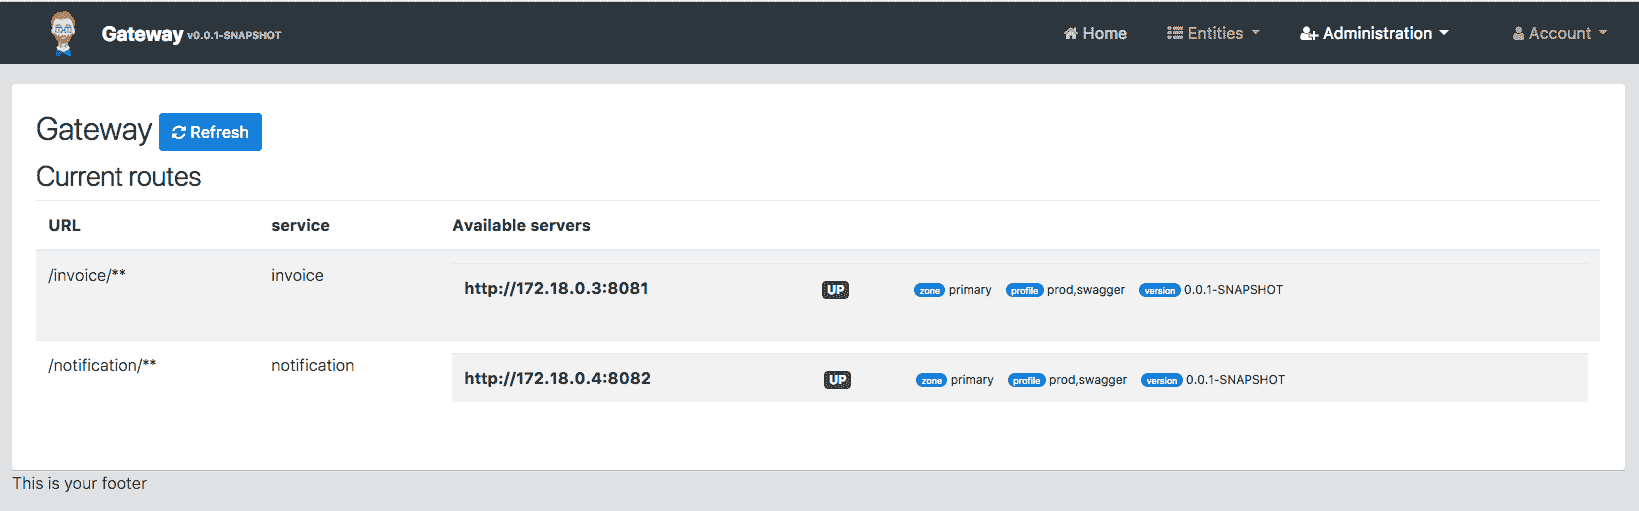 Gateway v0.0.1-SNAPSHOT Home Entities Administration Account
Gateway Refresh
Current routes
URL service Available servers
/invoice/** invoice http://172.18.0.3:8081 UP zone primary profile prod,swagger version 0.0.1-SNAPSHOT
/notification/** notification http://172.18.0.4:8082 UP zone primary profile prod,swagger version 0.0.1-SNAPSHOT
This is your footer